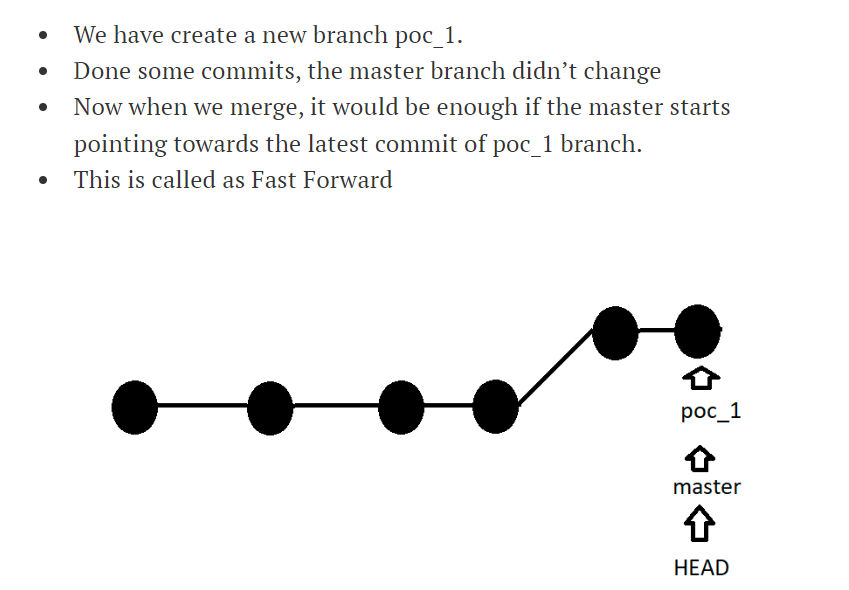 • We have create a new branch poc_1.
• Done some commits, the master branch didn’t change
• Now when we merge, it would be enough if the master starts
pointing towards the latest commit of poc_1 branch.
• This is called as Fast Forward
poc_1
master
HEAD